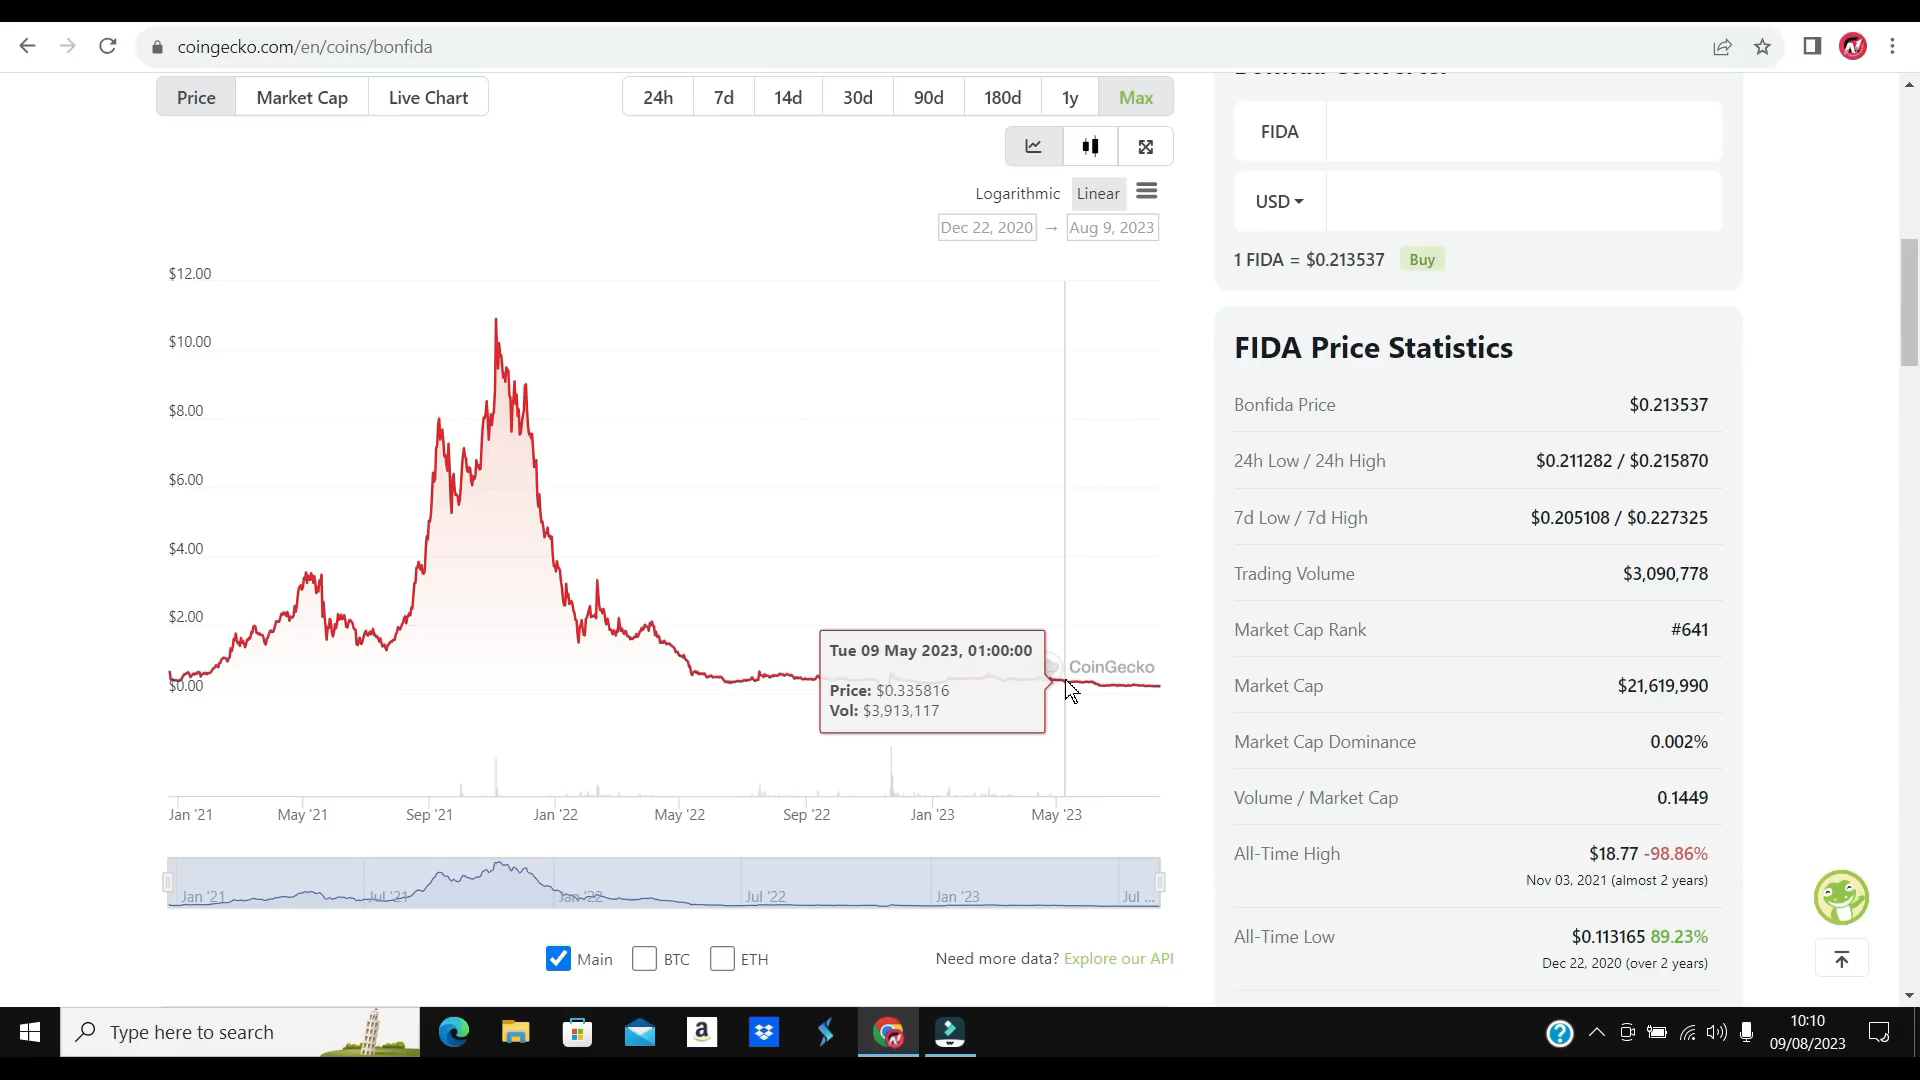 coingecko.com/en/coins/bonfida
Price Market Cap Live Chart
24h 7d 14d 30d 90d 180d 1y Max
Logarithmic Linear
Dec 22, 2020 → Aug 9, 2023
$12.00
$10.00
$8.00
$6.00
$4.00
$2.00
$0.00
Tue 09 May 2023, 01:00:00
Price: $0.335816
Vol: $3,913,117
CoinGecko
Jan '21 May '21 Sep '21 Jan '22 May '22 Sep '22 Jan '23 May '23
Jan '21 Jul '21 Jan '22 Jul '22 Jan '23 Jul ...
Main BTC ETH
Need more data? Explore our API
Bonfida Converter
FIDA
USD
1 FIDA = $0.213537 Buy
FIDA Price Statistics
Bonfida Price $0.213537
24h Low / 24h High $0.211282 / $0.215870
7d Low / 7d High $0.205108 / $0.227325
Trading Volume $3,090,778
Market Cap Rank #641
Market Cap $21,619,990
Market Cap Dominance 0.002%
Volume / Market Cap 0.1449
All-Time High $18.77 -98.86%
Nov 03, 2021 (almost 2 years)
All-Time Low $0.113165 89.23%
Dec 22, 2020 (over 2 years)
Type here to search
10:10
09/08/2023